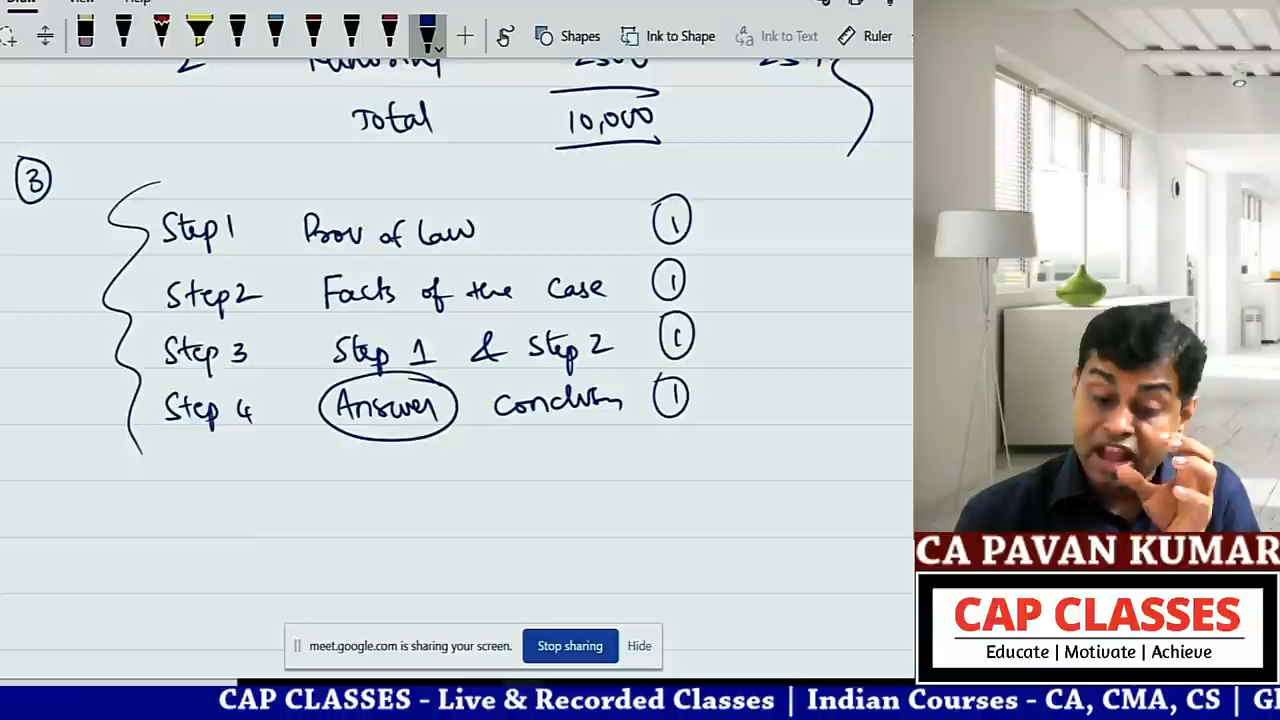 Shapes Ink to Shape Ink to Text Ruler
2 2500
Total 10,000
3
Step 1 Prov of law 1
Step 2 Facts of the case 1
Step 3 Step 1 & Step 2 1
Step 4 Answer 1
CA PAVAN KUMAR
CAP CLASSES
Educate | Motivate | Achieve
meet.google.com is sharing your screen. Stop sharing Hide
CAP CLASSES - Live & Recorded Classes | Indian Courses - CA, CMA, CS | G